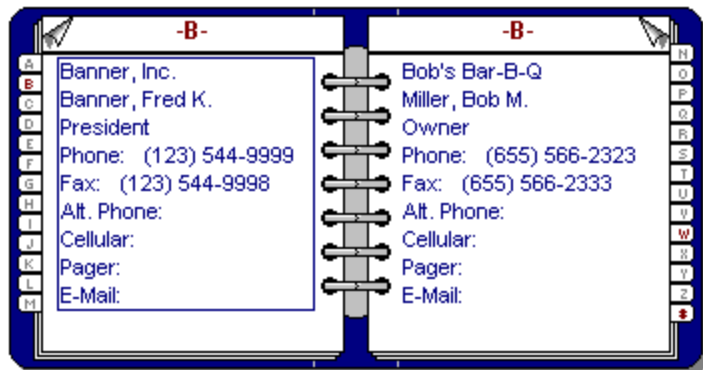 -B-
Banner, Inc.
Banner, Fred K.
President
Phone: (123) 544-9999
Fax: (123) 544-9998
Alt. Phone:
Cellular:
Pager:
E-Mail:
-B-
Bob's Bar-B-Q
Miller, Bob M.
Owner
Phone: (655) 566-2323
Fax: (655) 566-2333
Alt. Phone:
Cellular:
Pager:
E-Mail:
A
B
C
D
E
F
G
H
I
J
K
L
M
N
O
P
Q
R
S
T
U
V
W
X
Y
Z
#